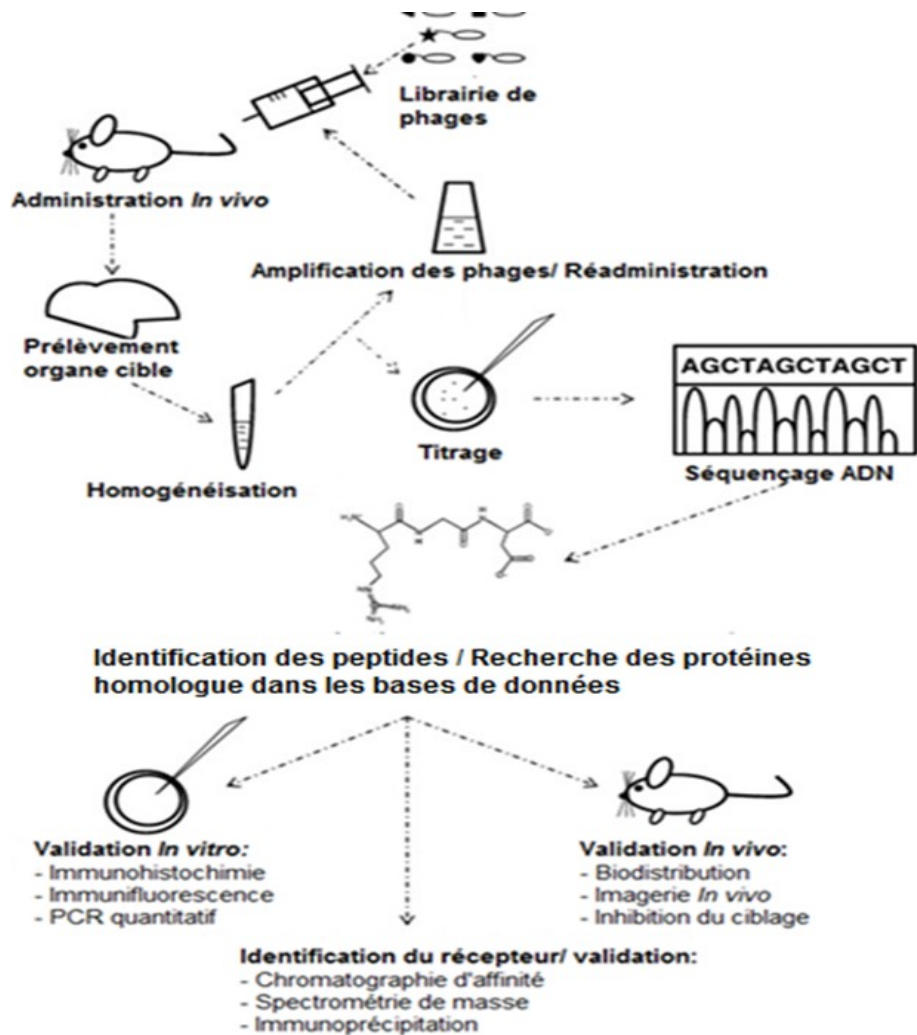 Librairie de
phages
Administration In vivo
Amplification des phages/ Réadministration
Prélèvement
organe cible
Homogénéisation
Titrage
AGCTAGCTAGCT
Séquençage ADN
Identification des peptides / Recherche des protéines
homologue dans les bases de données
Validation In vitro:
- Immunohistochimie
- Immunifluorescence
- PCR quantitatif
Validation In vivo:
- Biodistribution
- Imagerie In vivo
- Inhibition du ciblage
Identification du récepteur/ validation:
- Chromatographie d'affinité
- Spectrométrie de masse
- Immunoprécipitation